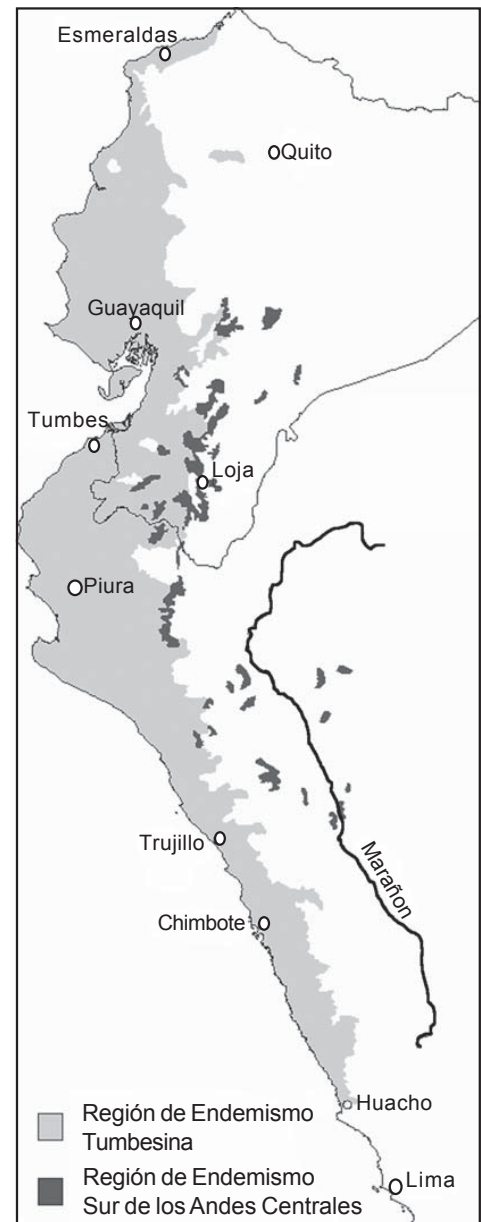 Esmeraldas
Quito
Guayaquil
Tumbes
Loja
Piura
Trujillo
Marañon
Chimbote
Huacho
Región de Endemismo
Tumbesina
Región de Endemismo
Sur de los Andes Centrales
Lima